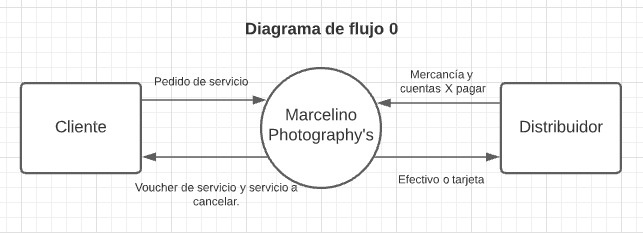 Diagrama de flujo 0
Pedido de servicio
Mercancía y
cuentas X pagar
Cliente
Marcelino
Photography's
Distribuidor
Voucher de servicio y servicio a
cancelar.
Efectivo o tarjeta